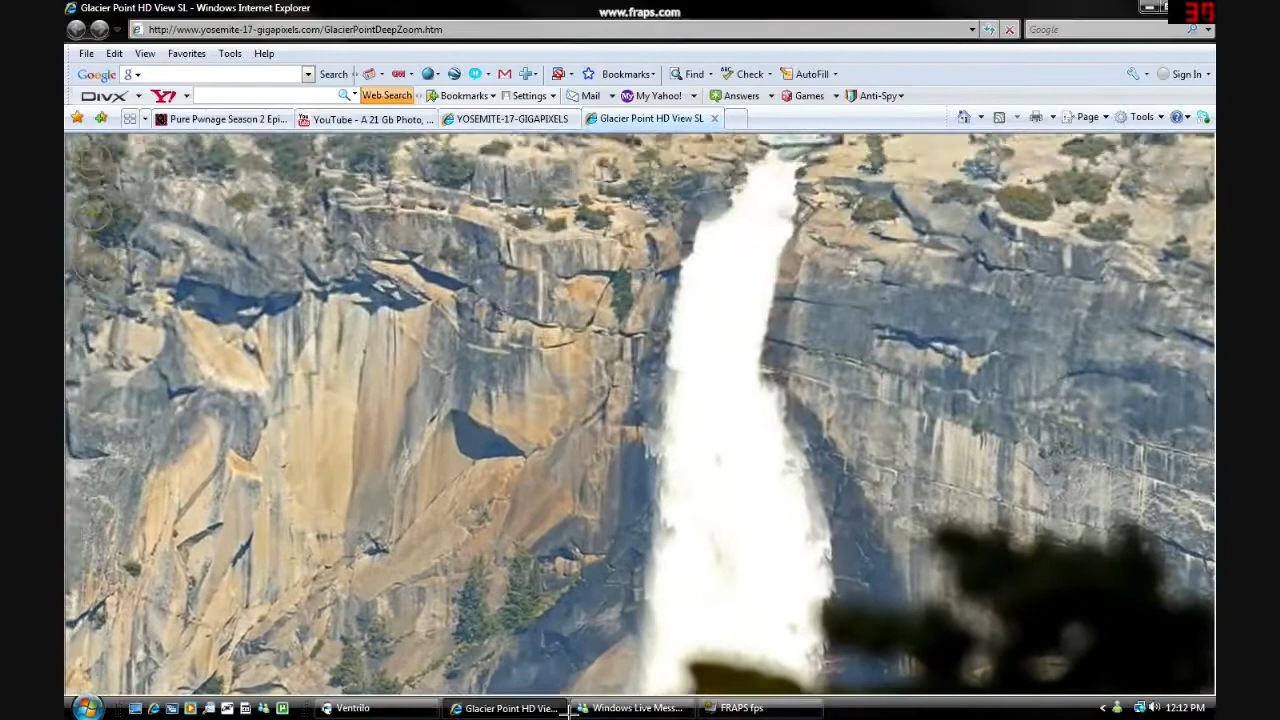 Glacier Point HD View SL - Windows Internet Explorer
www.fraps.com
39
http://www.yosemite-17-gigapixels.com/GlacierPointDeepZoom.htm
Google
File Edit View Favorites Tools Help
Google Search Bookmarks Find Check AutoFill Sign In
DIVX Y! Web Search Bookmarks Settings Mail My Yahoo! Answers Games Anti-Spy
Pure Pwnage Season 2 Epi... YouTube - A 21 Gb Photo, ... YOSEMITE-17-GIGAPIXELS Glacier Point HD View SL Page Tools
Ventrilo Glacier Point HD Vie... Windows Live Mess... FRAPS fps 12:12 PM